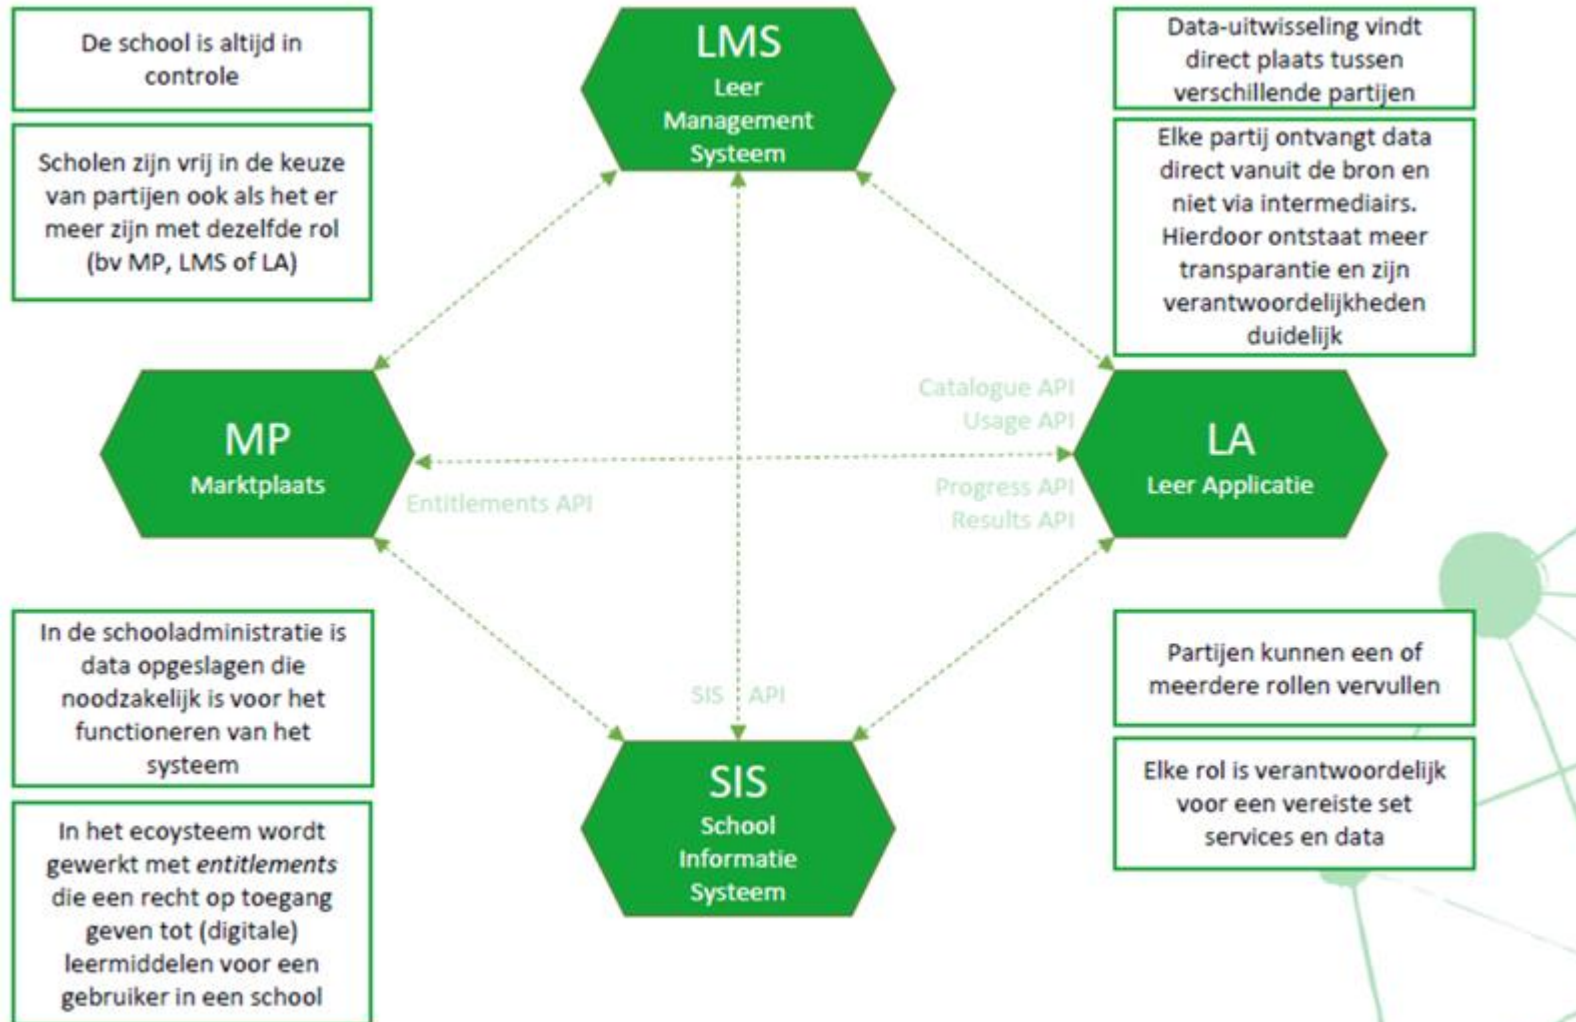 De school is altijd in
controle
Scholen zijn vrij in de keuze
van partijen ook als het er
meer zijn met dezelfde rol
(bv MP, LMS of LA)
LMS
Leer
Management
Systeem
Data-uitwisseling vindt
direct plaats tussen
verschillende partijen
Elke partij ontvangt data
direct vanuit de bron en
niet via intermediairs.
Hierdoor ontstaat meer
transparantie en zijn
verantwoordelijkheden
duidelijk
MP
Marktplaats
Entitlements API
Catalogue API
Usage API
Progress API
Results API
LA
Leer Applicatie
In de schooladministratie is
data opgeslagen die
noodzakelijk is voor het
functioneren van het
systeem
In het ecoysteem wordt
gewerkt met entitlements
die een recht op toegang
geven tot (digitale)
leermiddelen voor een
gebruiker in een school
SIS API
SIS
School
Informatie
Systeem
Partijen kunnen een of
meerdere rollen vervullen
Elke rol is verantwoordelijk
voor een vereiste set
services en data